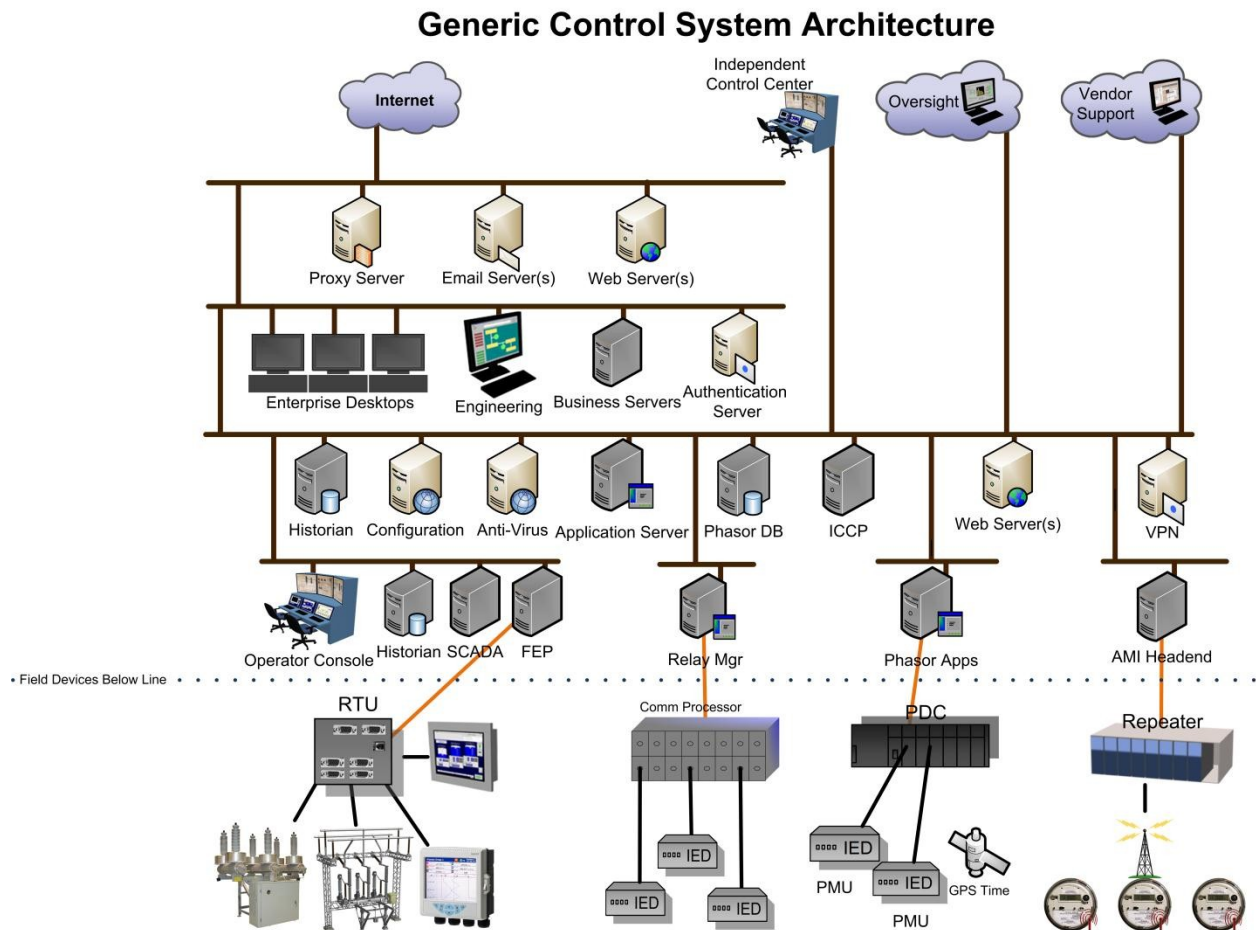 Generic Control System Architecture
Internet
Independent
Control Center
Oversight
Vendor
Support
Proxy Server
Email Server(s)
Web Server(s)
Enterprise Desktops
Engineering
Business Servers
Authentication
Server
Historian
Configuration
Anti-Virus
Application Server
Phasor DB
ICCP
Web Server(s)
VPN
Operator Console
Historian
SCADA
FEP
Relay Mgr
Phasor Apps
AMI Headend
Field Devices Below Line
RTU
Comm Processor
PDC
Repeater
IED
IED
IED
IED
PMU
IED
PMU
GPS Time